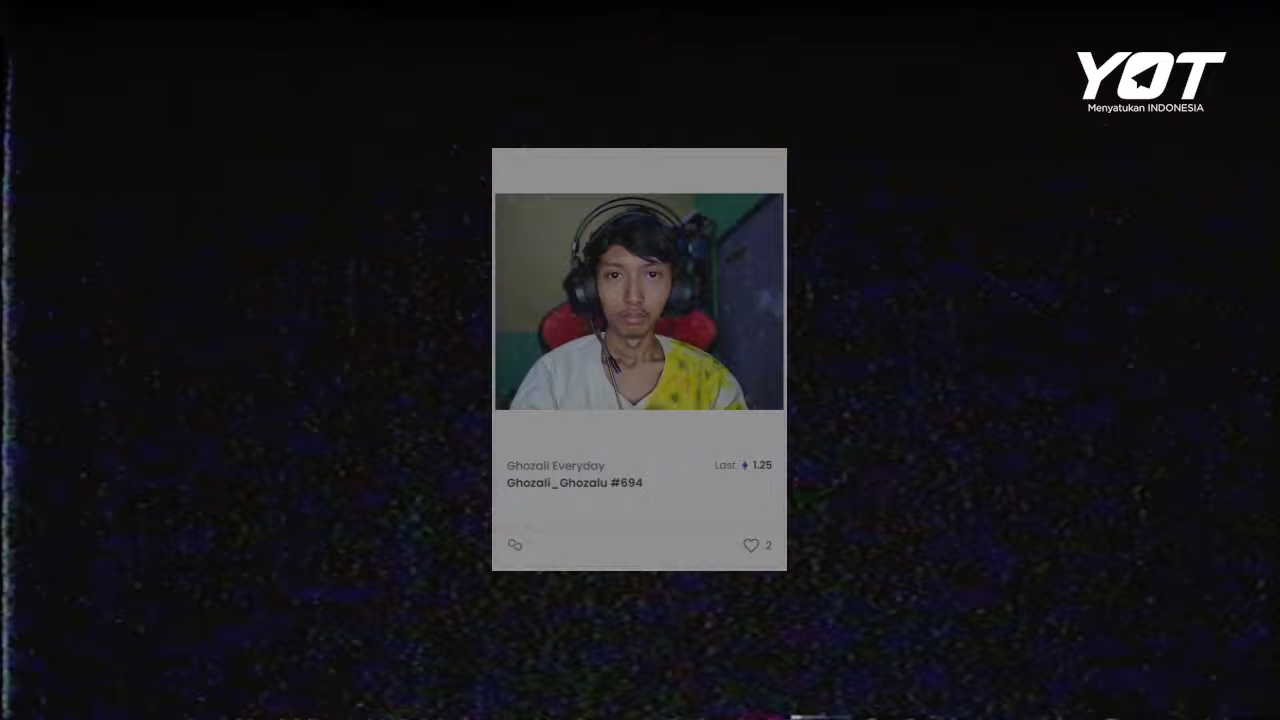 YOT
Menyatukan INDONESIA
Ghozali Everyday
Last 1.25
Ghozali_Ghozalu #694
2